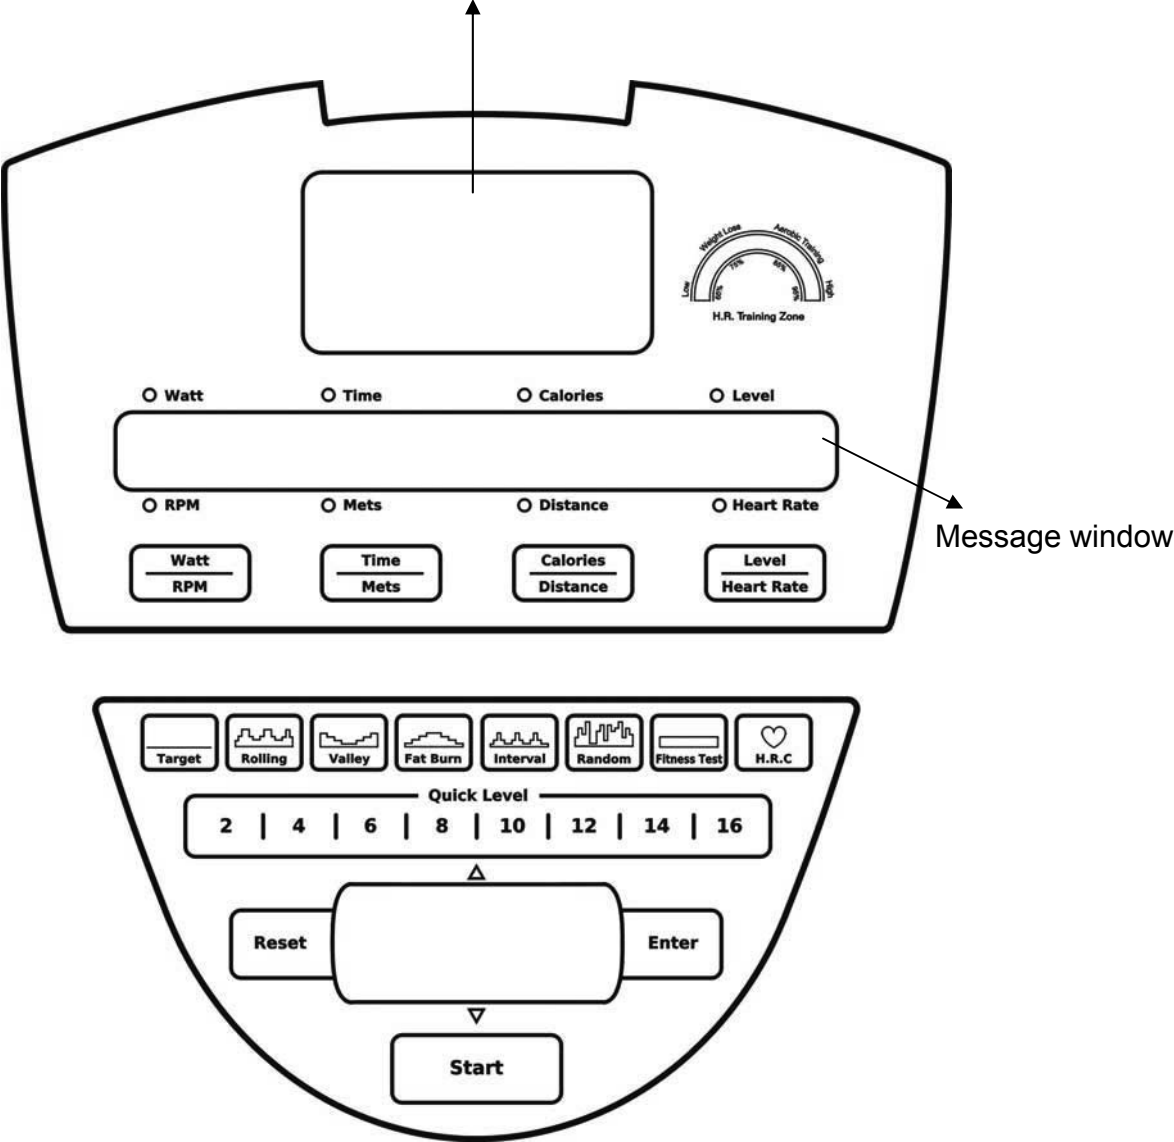 Weight Loss Aerobic Training
Low 60% 75% 85% 90% High
H.R. Training Zone
Watt Time Calories Level
RPM Mets Distance Heart Rate
Message window
Watt Time Calories Level
RPM Mets Distance Heart Rate
Target Rolling Valley Fat Burn Interval Random Fitness Test H.R.C
Quick Level
2 | 4 | 6 | 8 | 10 | 12 | 14 | 16
Reset Enter
Start